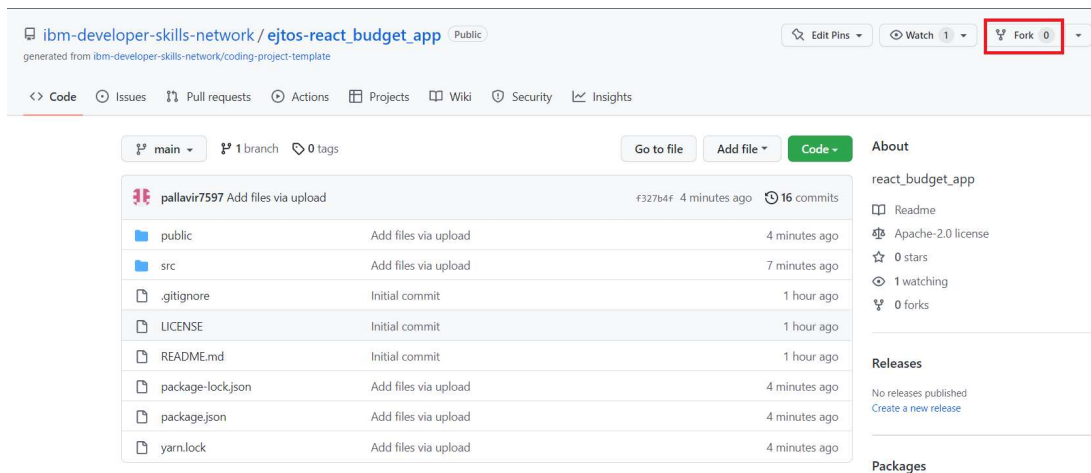 ibm-developer-skills-network / ejtos-react_budget_app Public
Edit Pins Watch 1 Fork 0
generated from ibm-developer-skills-network/coding-project-template
<> Code Issues Pull requests Actions Projects Wiki Security Insights
main 1 branch 0 tags Go to file Add file Code
pallavir7597 Add files via upload f327b4f 4 minutes ago 16 commits
public Add files via upload 4 minutes ago
src Add files via upload 7 minutes ago
.gitignore Initial commit 1 hour ago
LICENSE Initial commit 1 hour ago
README.md Initial commit 1 hour ago
package-lock.json Add files via upload 4 minutes ago
package.json Add files via upload 4 minutes ago
yarn.lock Add files via upload 4 minutes ago
About
react_budget_app
Readme
Apache-2.0 license
0 stars
1 watching
0 forks
Releases
No releases published
Create a new release
Packages